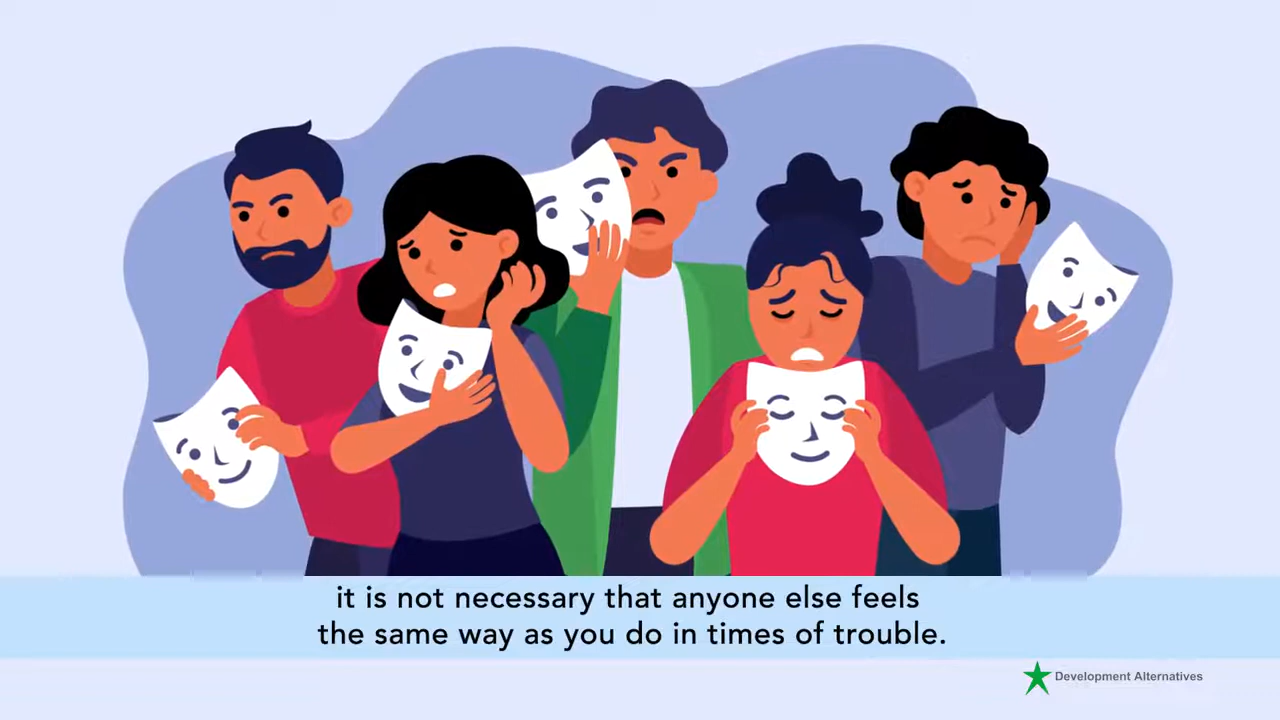 it is not necessary that anyone else feels
the same way as you do in times of trouble.
Development Alternatives